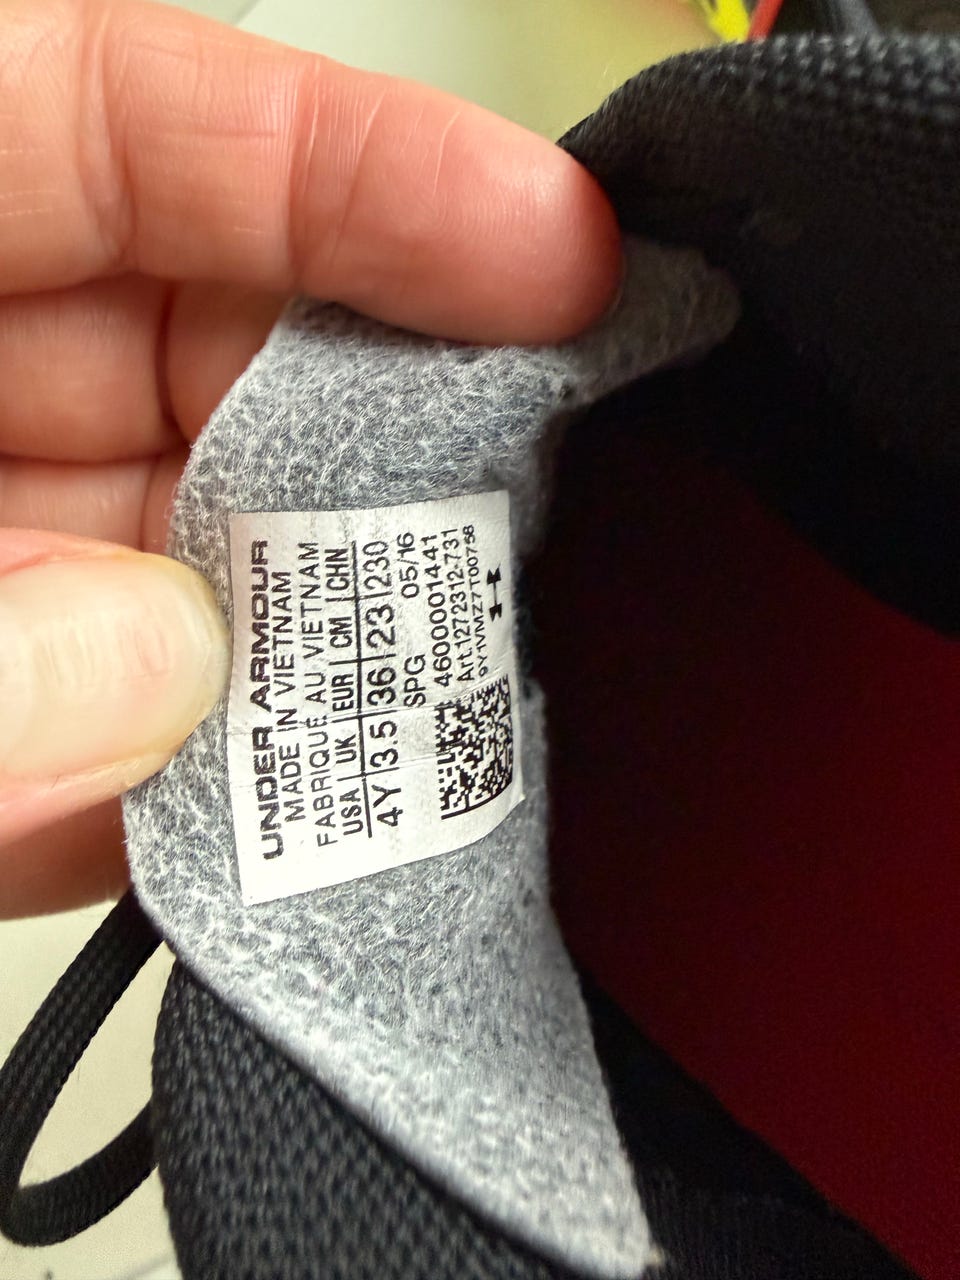 UNDER ARMOUR
MADE IN VIETNAM
FABRIQUE AU VIETNAM
USA | UK | EUR | CM | CHN
4Y | 3.5 | 36 | 23 | 230
SPG 05/16
4600001441
Art.1272312-731
9Y1VMZ7T00758